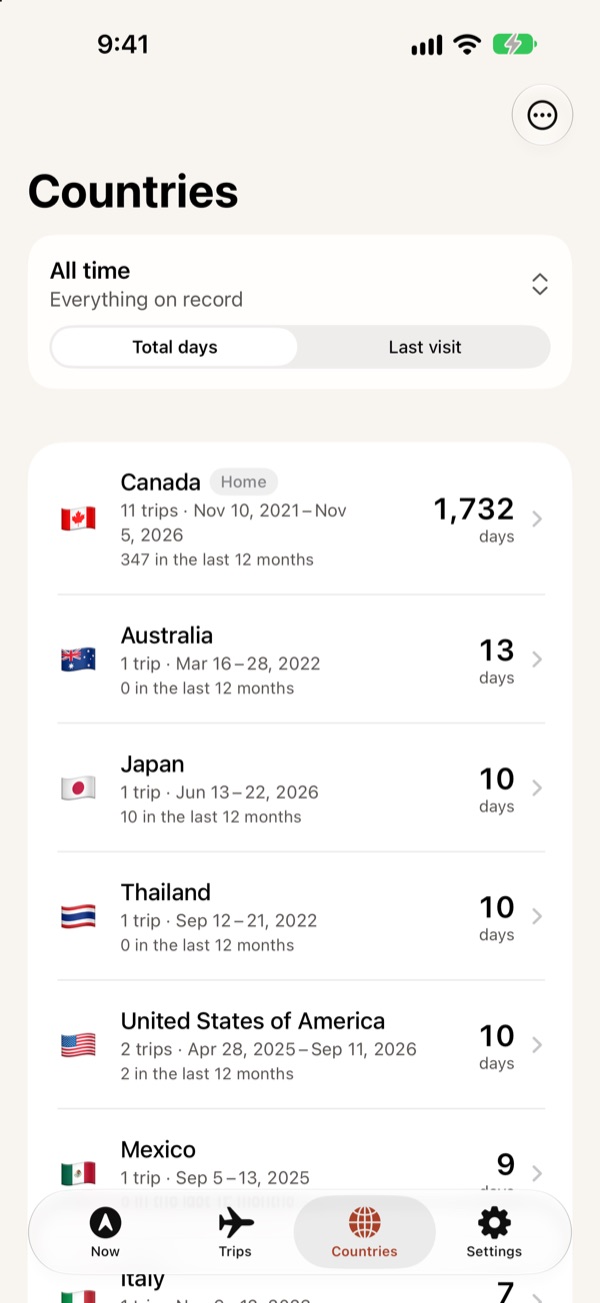 9:41
Countries
All time
Everything on record
Total days
Last visit
Canada Home
11 trips · Nov 10, 2021–Nov
5, 2026
347 in the last 12 months
1,732
days
Australia
1 trip · Mar 16–28, 2022
0 in the last 12 months
13
days
Japan
1 trip · Jun 13–22, 2026
10 in the last 12 months
10
days
Thailand
1 trip · Sep 12–21, 2022
0 in the last 12 months
10
days
United States of America
2 trips · Apr 28, 2025–Sep 11, 2026
2 in the last 12 months
10
days
Mexico
1 trip · Sep 5–13, 2025
9
days
Now
Trips
Countries
Settings
Italy
7